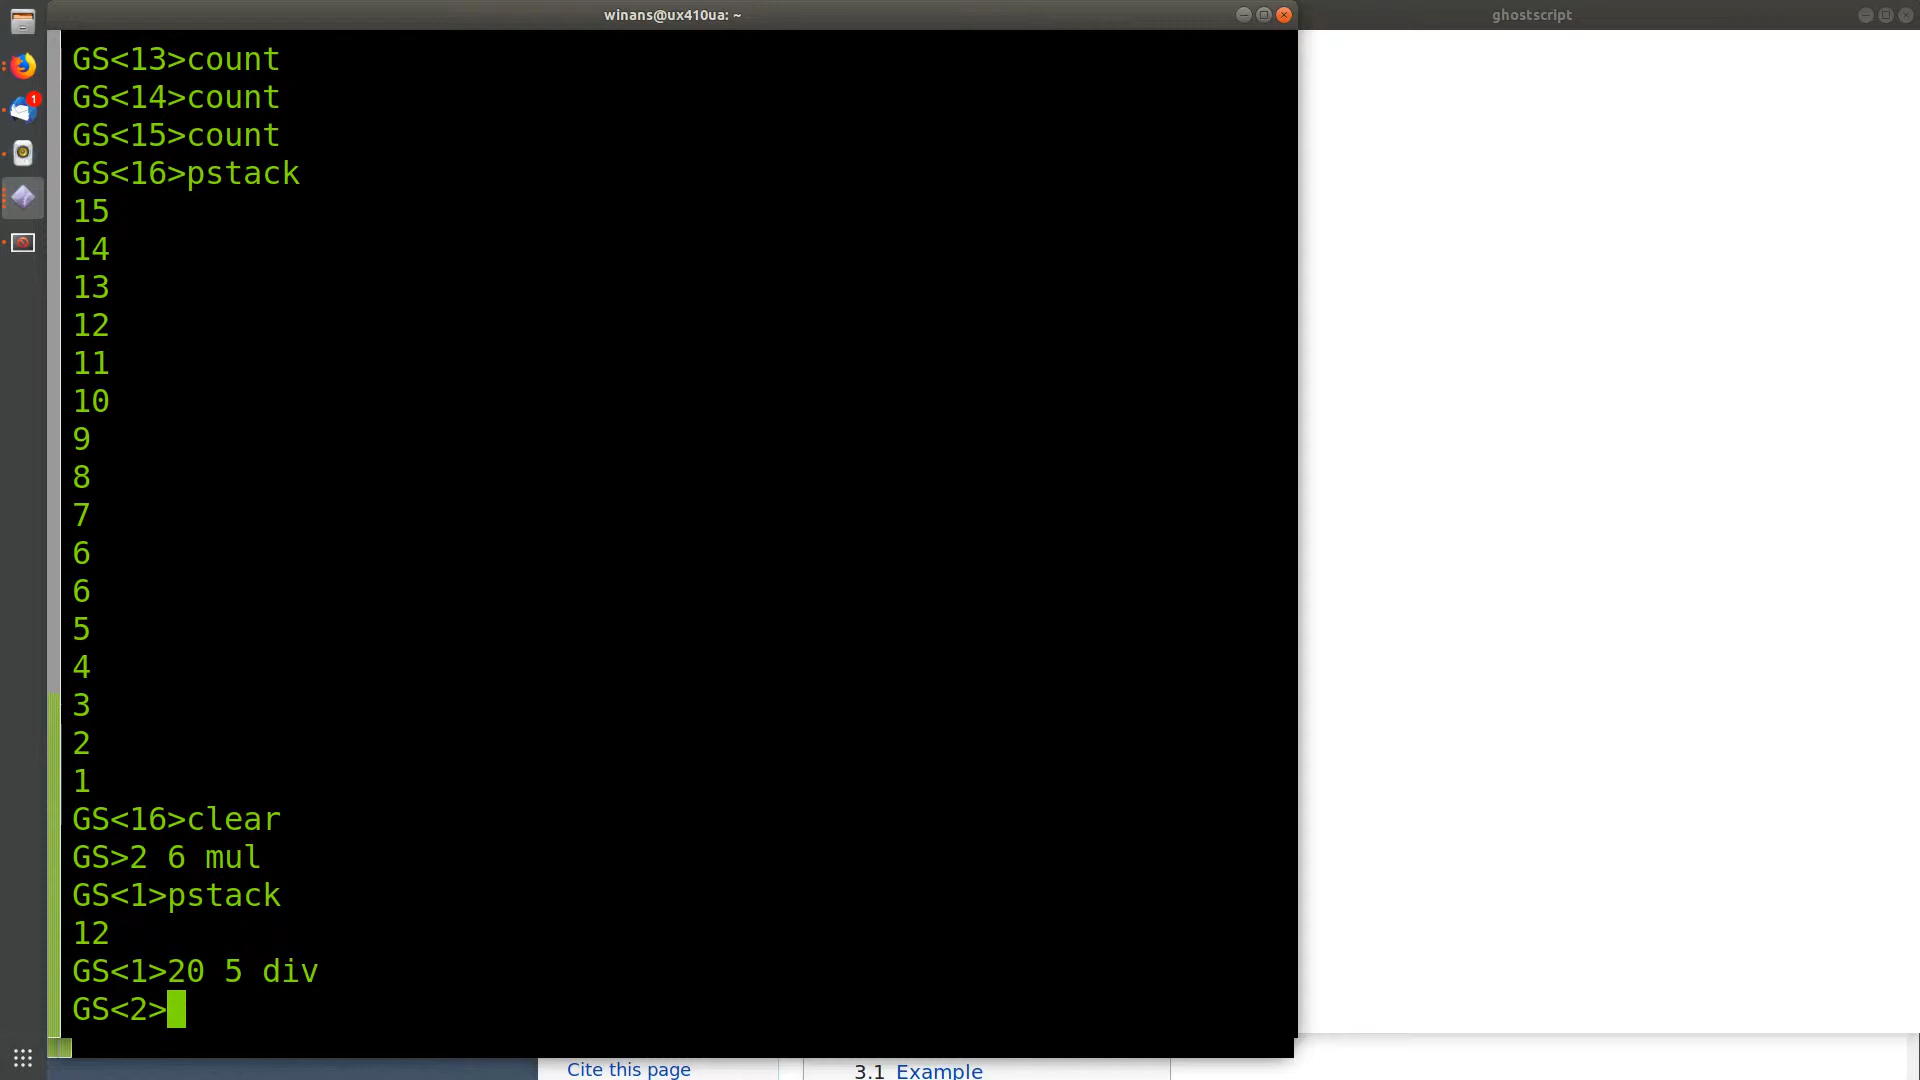 winans@ux410ua: ~
ghostscript
1
GS<13>count
GS<14>count
GS<15>count
GS<16>pstack
15
14
13
12
11
10
9
8
7
6
6
5
4
3
2
1
GS<16>clear
GS>2 6 mul
GS<1>pstack
12
GS<1>20 5 div
GS<2>
Cite this page
3.1 Example